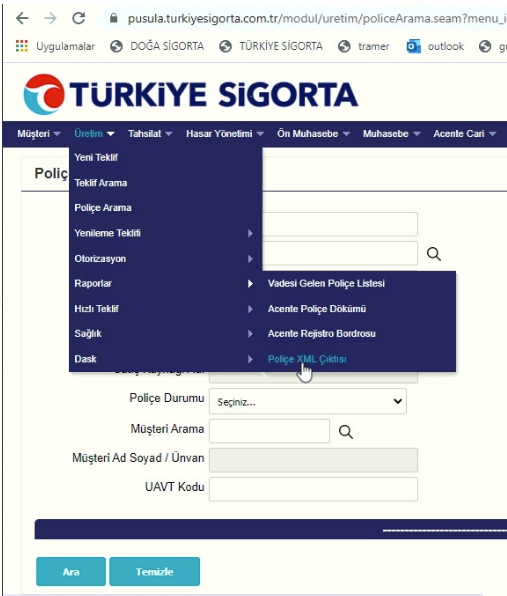 pusula.turkiyesigorta.com.tr/modul/uretim/policeArama.seam?menu_i
Uygulamalar DOĞA SİGORTA TÜRKİYE SİGORTA tramer outlook
TÜRKİYE SİGORTA
Müşteri Üretim Tahsilat Hasar Yönetimi Ön Muhasebe Muhasebe Acente Cari
Yeni Teklif
Poliç
Teklif Arama
Poliçe Arama
Yenileme Teklifi
Otorizasyon
Raporlar Vadesi Gelen Poliçe Listesi
Hızlı Teklif Acente Poliçe Dökümü
Sağlık Acente Rejistro Bordrosu
Dask Poliçe XML Çıktısı
Poliçe Durumu Seçiniz...
Müşteri Arama
Müşteri Ad Soyad / Ünvan
UAVT Kodu
Ara Temizle